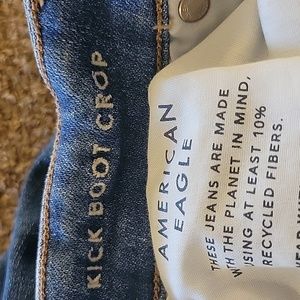 KICK BOOT CROP
AMERICAN
EAGLE
THESE JEANS ARE MADE
WITH THE PLANET IN MIND,
USING AT LEAST 10%
RECYCLED FIBERS.